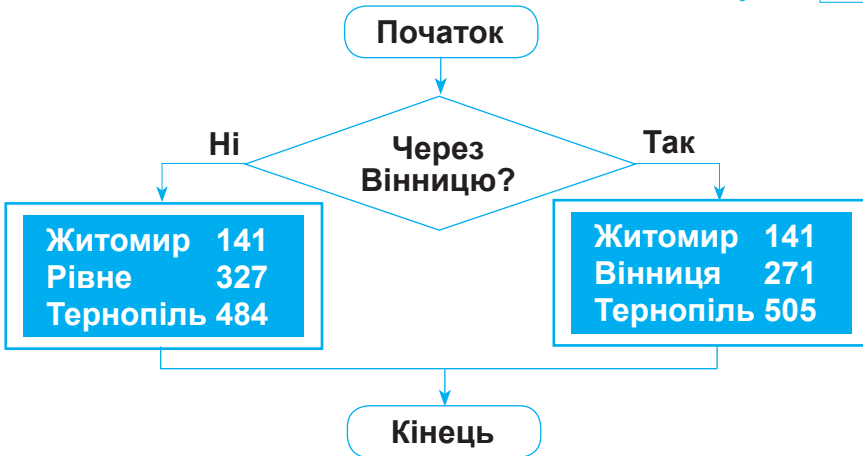 Початок
Через
Вінницю?
Ні
Так
Житомир 141
Рівне 327
Тернопіль 484
Житомир 141
Вінниця 271
Тернопіль 505
Кінець